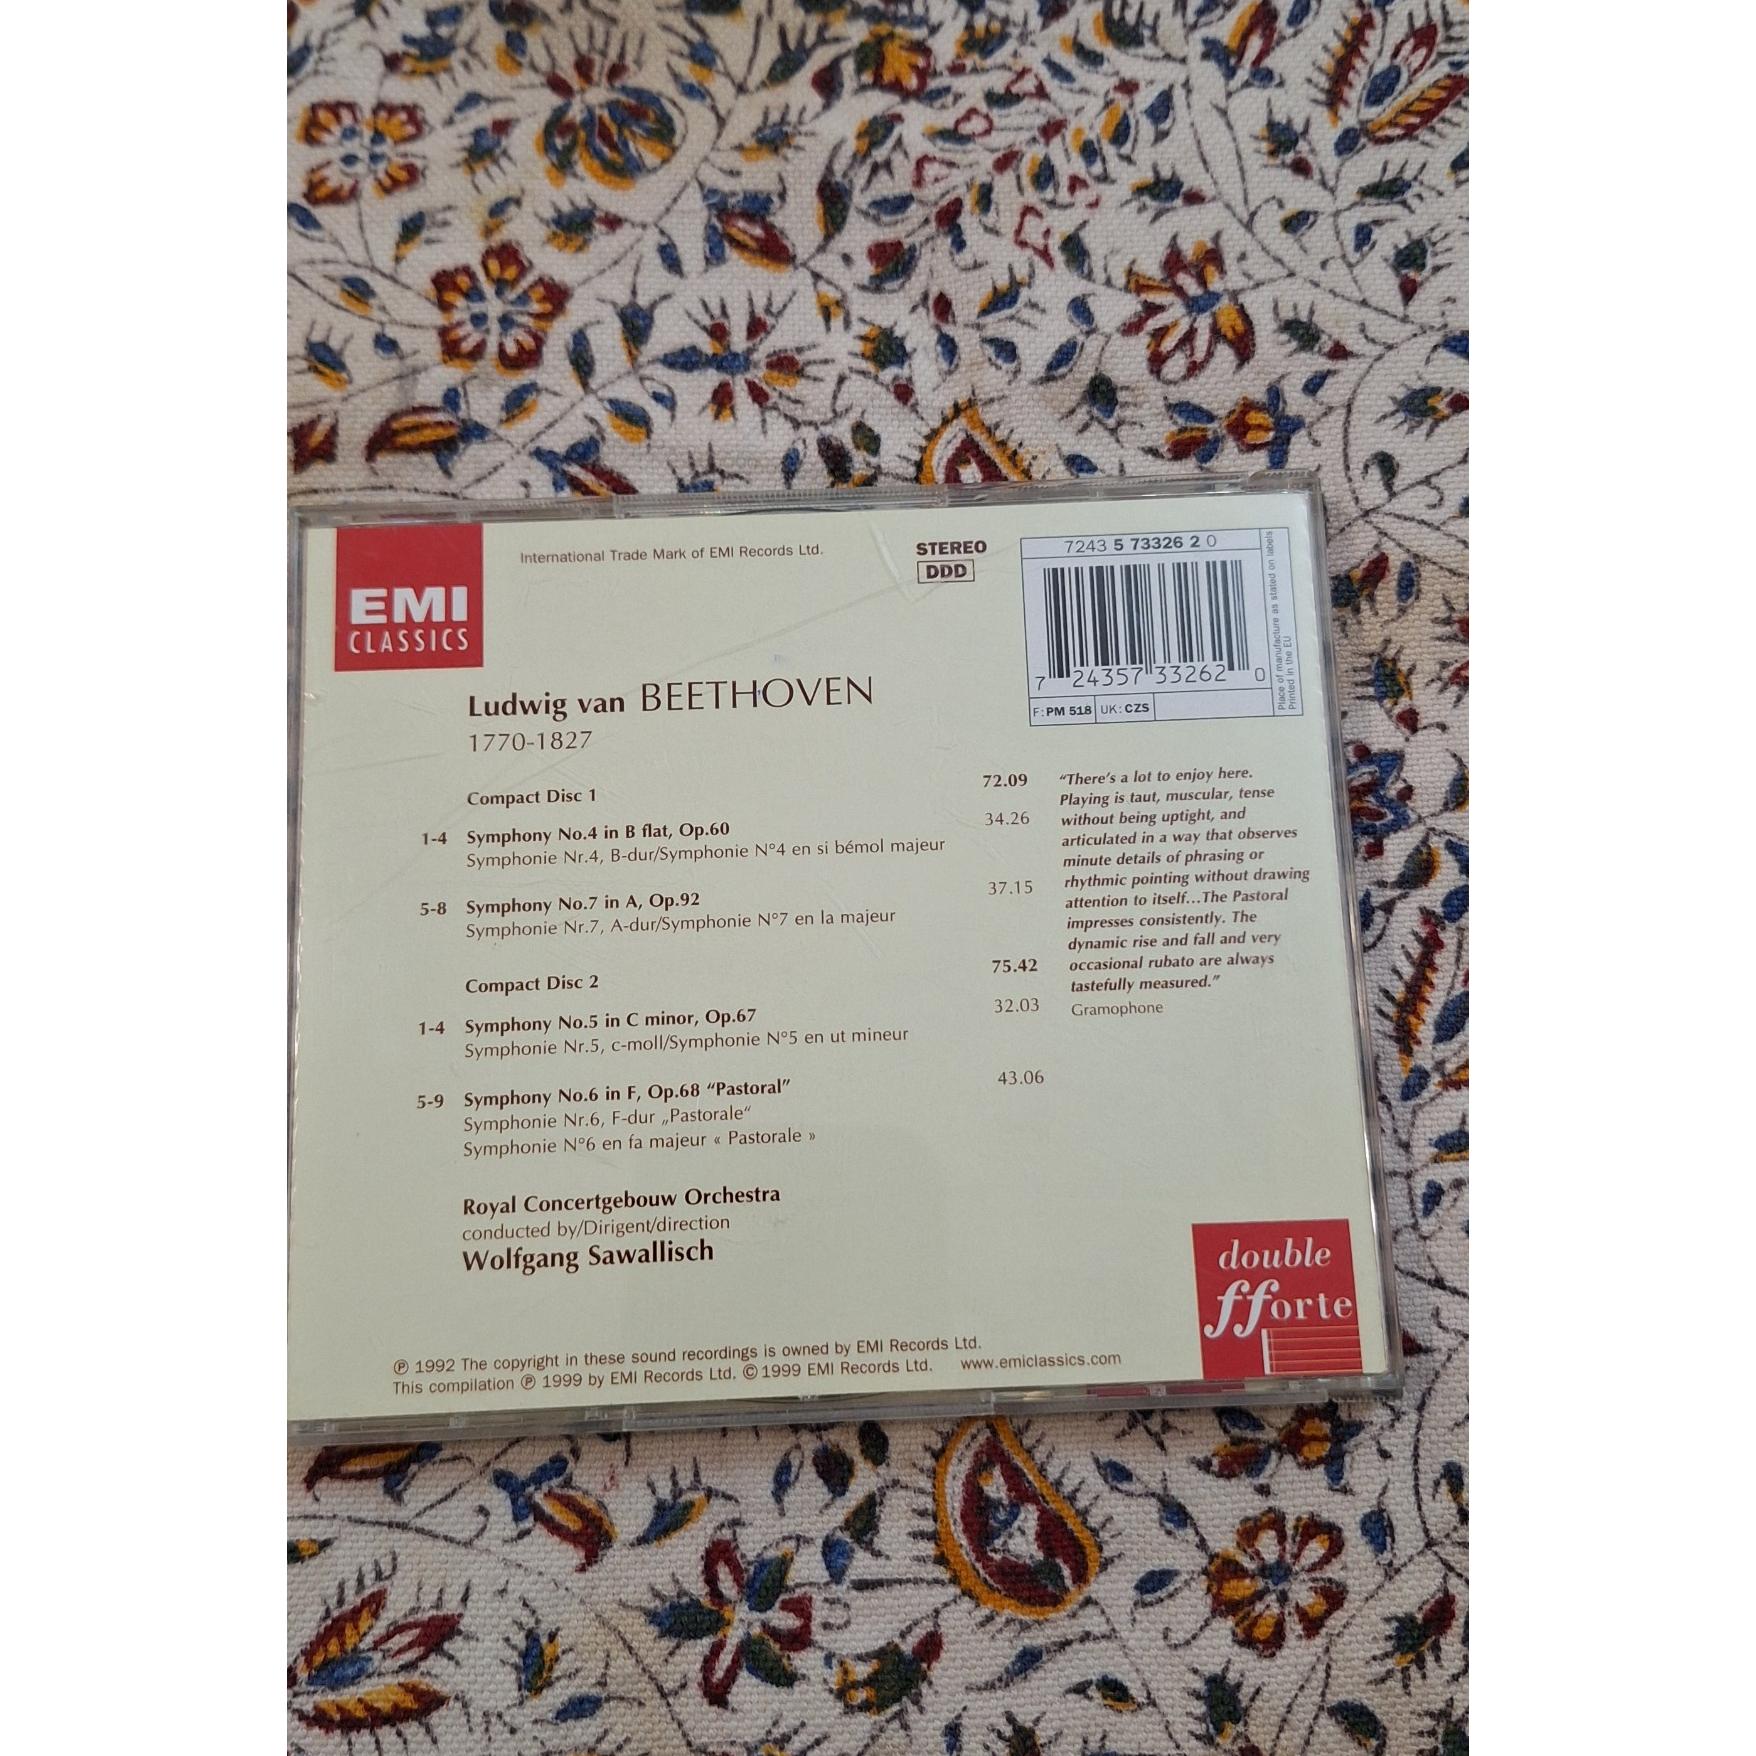 EMI
CLASSICS
International Trade Mark of EMI Records Ltd.
STEREO
DDD
7243 5 73326 2 0
7 24357 33262 0
F: PM 518 UK: CZS
Place of manufacture as stated on labels
Printed in the EU
Ludwig van BEETHOVEN
1770-1827
Compact Disc 1 72.09
1-4 Symphony No.4 in B flat, Op.60 34.26
Symphonie Nr.4, B-dur/Symphonie N°4 en si bémol majeur
5-8 Symphony No.7 in A, Op.92 37.15
Symphonie Nr.7, A-dur/Symphonie N°7 en la majeur
Compact Disc 2 75.42
1-4 Symphony No.5 in C minor, Op.67 32.03
Symphonie Nr.5, c-moll/Symphonie N°5 en ut mineur
5-9 Symphony No.6 in F, Op.68 “Pastoral” 43.06
Symphonie Nr.6, F-dur „Pastorale“
Symphonie N°6 en fa majeur « Pastorale »
Royal Concertgebouw Orchestra
conducted by/Dirigent/direction
Wolfgang Sawallisch
“There’s a lot to enjoy here.
Playing is taut, muscular, tense
without being uptight, and
articulated in a way that observes
minute details of phrasing or
rhythmic pointing without drawing
attention to itself...The Pastoral
impresses consistently. The
dynamic rise and fall and very
occasional rubato are always
tastefully measured.”
Gramophone
double
fforte
℗ 1992 The copyright in these sound recordings is owned by EMI Records Ltd.
This compilation ℗ 1999 by EMI Records Ltd. © 1999 EMI Records Ltd. www.emiclassics.com